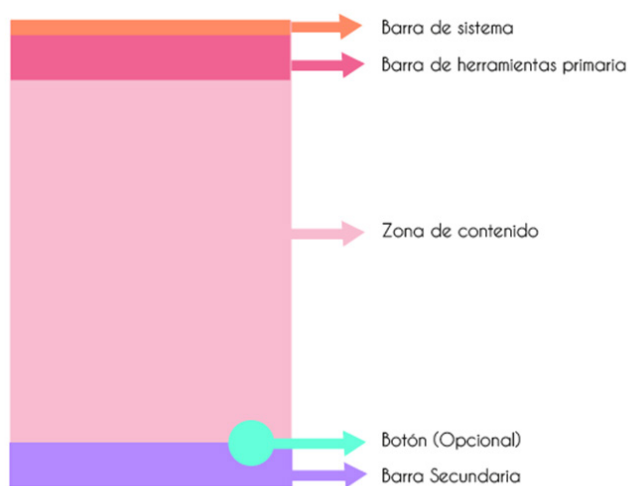 Barra de sistema
Barra de herramientas primaria
Zona de contenido
Botón (Opcional)
Barra Secundaria